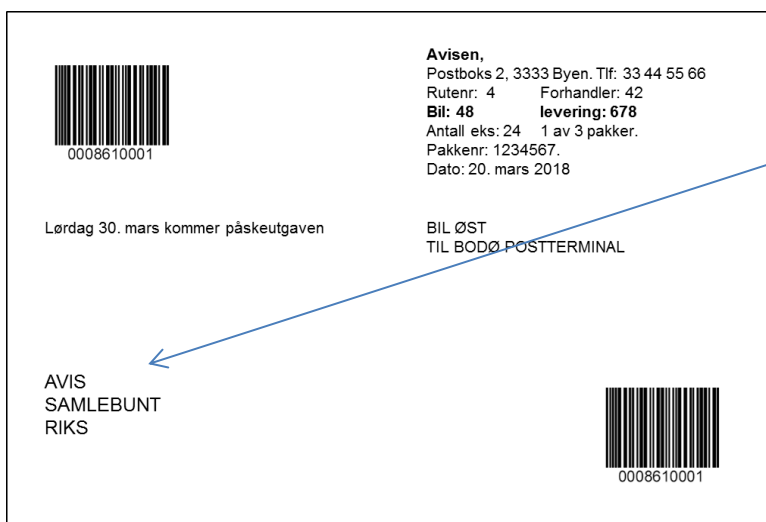 0008610001
Avisen,
Postboks 2, 3333 Byen. Tlf: 33 44 55 66
Rutenr: 4 Forhandler: 42
Bil: 48 levering: 678
Antall eks: 24 1 av 3 pakker.
Pakkenr: 1234567.
Dato: 20. mars 2018
Lørdag 30. mars kommer påskeutgaven
BIL ØST
TIL BODØ POSTTERMINAL
AVIS
SAMLEBUNT
RIKS
0008610001